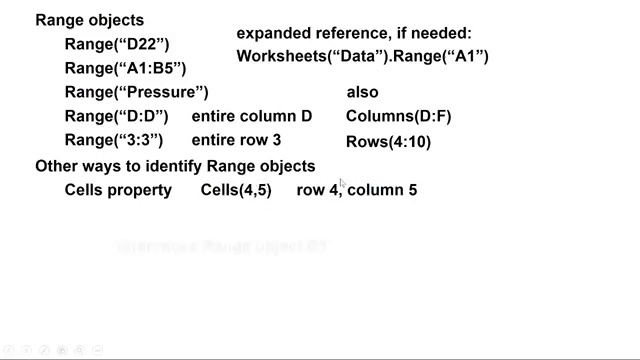 Range objects
Range(“D22”)
Range(“A1:B5”)
Range(“Pressure”)
Range(“D:D”) entire column D
Range(“3:3”) entire row 3
expanded reference, if needed:
Worksheets(“Data”).Range(“A1”)
also
Columns(D:F)
Rows(4:10)
Other ways to identify Range objects
Cells property Cells(4,5) row 4, column 5
Range object